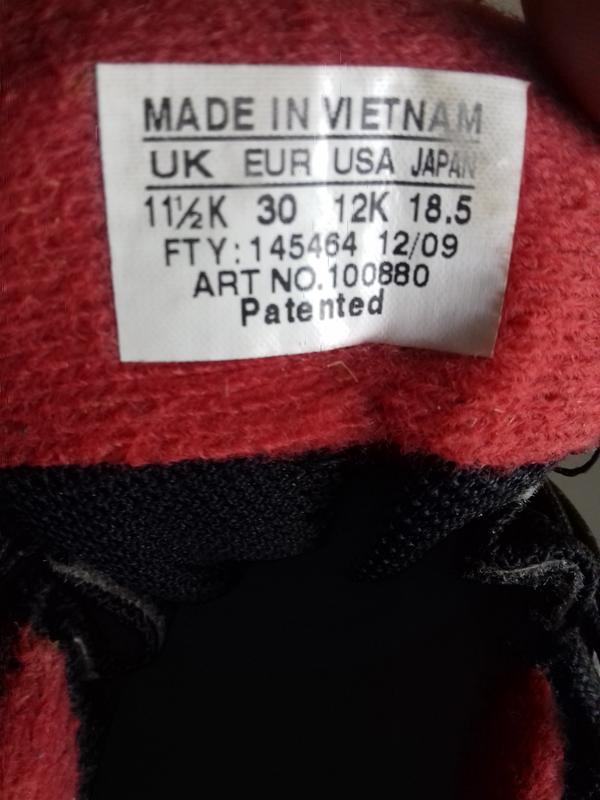 MADE IN VIETNAM
UK EUR USA JAPAN
11½K 30 12K 18.5
FTY:145464 12/09
ART NO.100880
Patented